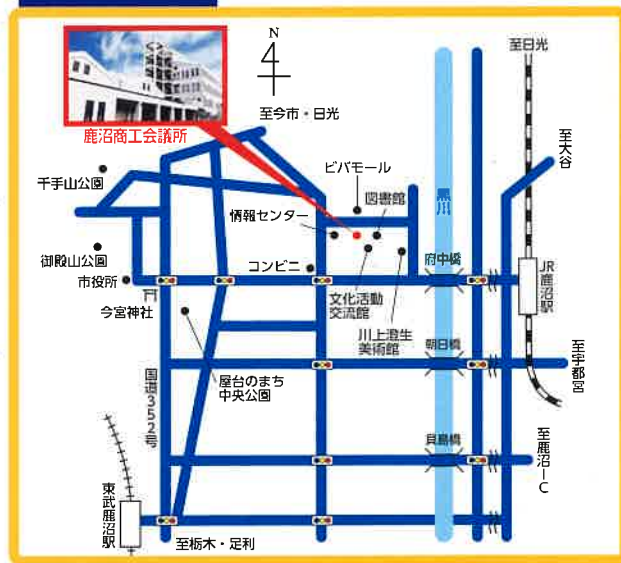 N
至日光
至今市・日光
鹿沼商工会議所
至大谷
ビバモール
千手山公園
図書館
黒川
情報センター
御殿山公園
コンビニ
府中橋
市役所
JR鹿沼駅
文化活動
交流館
今宮神社
川上澄生
美術館
朝日橋
至宇都宮
国道352号
屋台のまち
中央公園
貝島橋
至鹿沼IC
東武鹿沼駅
至栃木・足利